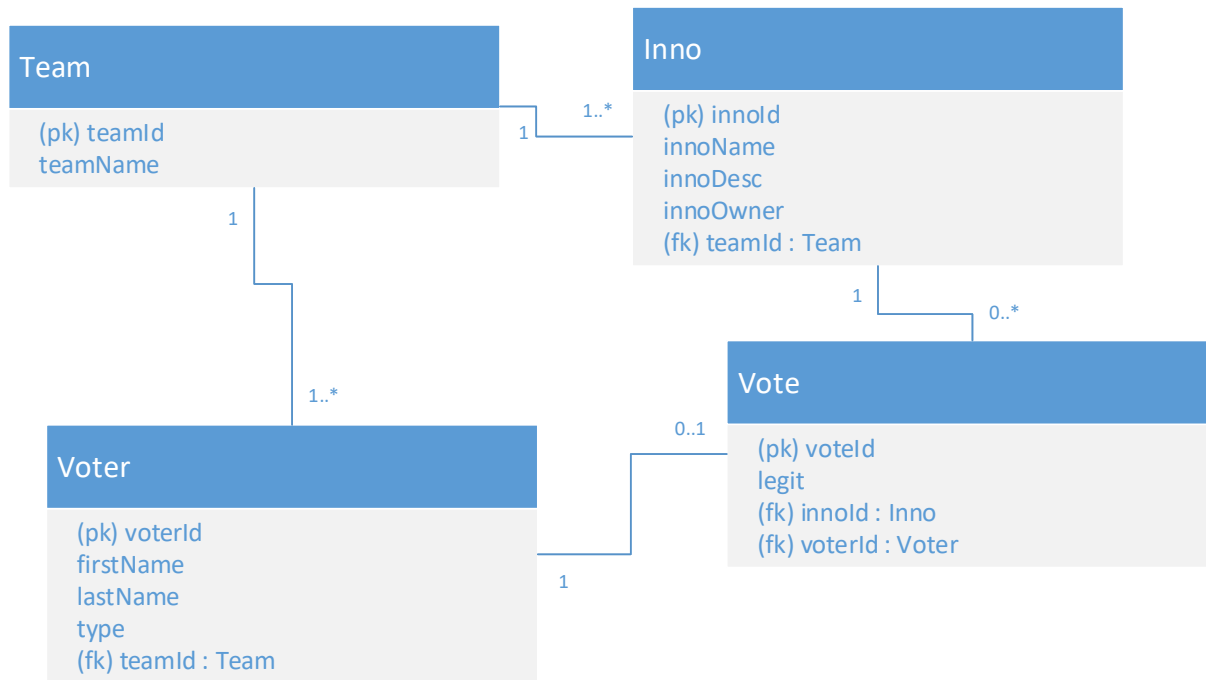 Team
(pk) teamId
teamName
Inno
(pk) innoId
innoName
innoDesc
innoOwner
(fk) teamId : Team
1
1..*
1
1..*
1
0..*
Voter
(pk) voterId
firstName
lastName
type
(fk) teamId : Team
1
0..1
Vote
(pk) voteId
legit
(fk) innoId : Inno
(fk) voterId : Voter